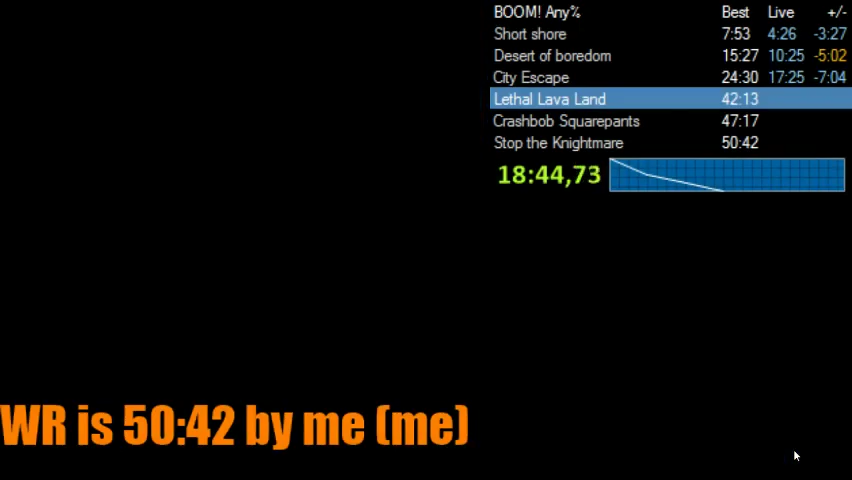 BOOM! Any% Best Live +/-
Short shore 7:53 4:26 -3:27
Desert of boredom 15:27 10:25 -5:02
City Escape 24:30 17:25 -7:04
Lethal Lava Land 42:13
Crashbob Squarepants 47:17
Stop the Knightmare 50:42
18:44,73
WR is 50:42 by me (me)